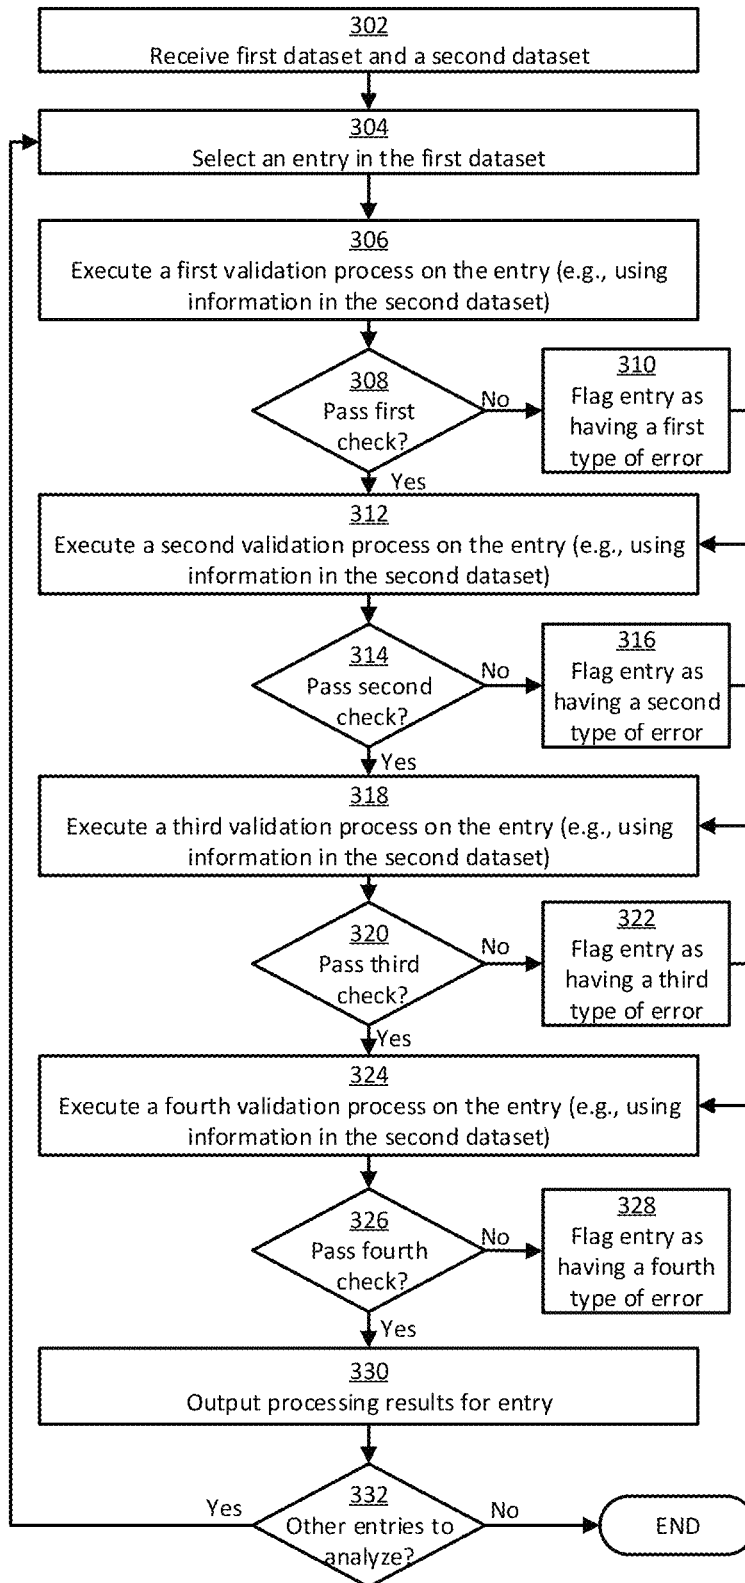 302
Receive first dataset and a second dataset
304
Select an entry in the first dataset
306
Execute a first validation process on the entry (e.g., using
information in the second dataset)
308
Pass first
check?
No
310
Flag entry as
having a first
type of error
Yes
312
Execute a second validation process on the entry (e.g., using
information in the second dataset)
314
Pass second
check?
No
316
Flag entry as
having a second
type of error
Yes
318
Execute a third validation process on the entry (e.g., using
information in the second dataset)
320
Pass third
check?
No
322
Flag entry as
having a third
type of error
Yes
324
Execute a fourth validation process on the entry (e.g., using
information in the second dataset)
326
Pass fourth
check?
No
328
Flag entry as
having a fourth
type of error
Yes
330
Output processing results for entry
332
Other entries to
analyze?
Yes
No
END